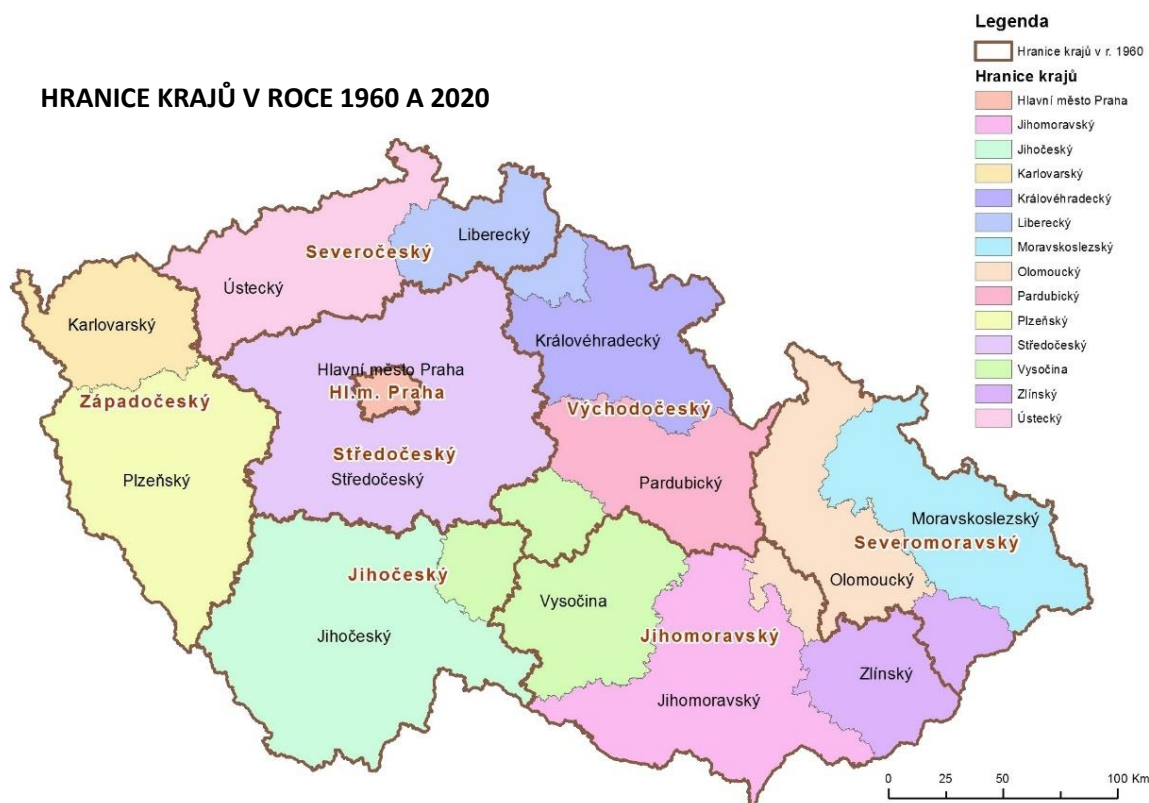 HRANICE KRAJŮ V ROCE 1960 A 2020
Legenda
Hranice krajů v r. 1960
Hranice krajů
Hlavní město Praha
Jihomoravský
Jihočeský
Karlovarský
Královéhradecký
Liberecký
Moravskoslezský
Olomoucký
Pardubický
Plzeňský
Středočeský
Vysočina
Zlínský
Ústecký
Liberecký
Severočeský
Ústecký
Karlovarský
Královéhradecký
Hlavní město Praha
Hl.m. Praha
Západočeský
Východočeský
Středočeský
Plzeňský
Středočeský
Pardubický
Moravskoslezský
Severomoravský
Jihočeský
Olomoucký
Vysočina
Jihočeský
Jihomoravský
Zlínský
Jihomoravský
0 25 50 100 Km